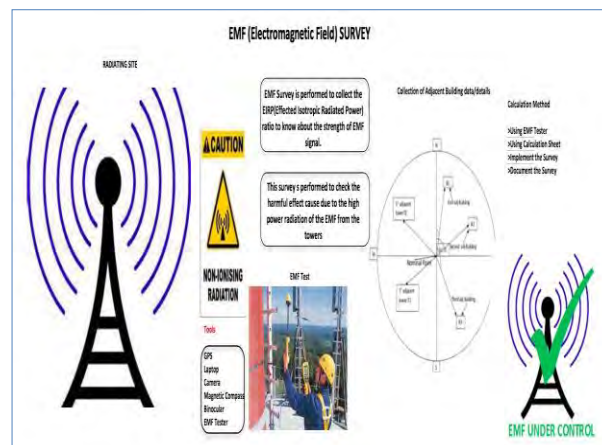 EMF (Electromagnetic Field) SURVEY
RADIATING SITE
EMF Survey is performed to collect the
EIRP(Effected Isotropic Radiated Power)
ratio to know about the strength of EMF
signal.
This survey s performed to check the
harmful effect cause due to the high
power radiation of the EMF from the
towers
CAUTION
NON-IONISING
RADIATION
Tools
GPS
Laptop
Camera
Magnetic Compass
Binoculer
EMF Tester
EMF Test
Collection of Adjacent Building data/details
Nominal Point
Calculation Method
>Using EMF Tester
>Using Calculation Sheet
>Implement the Survey
>Document the Survey
EMF UNDER CONTROL